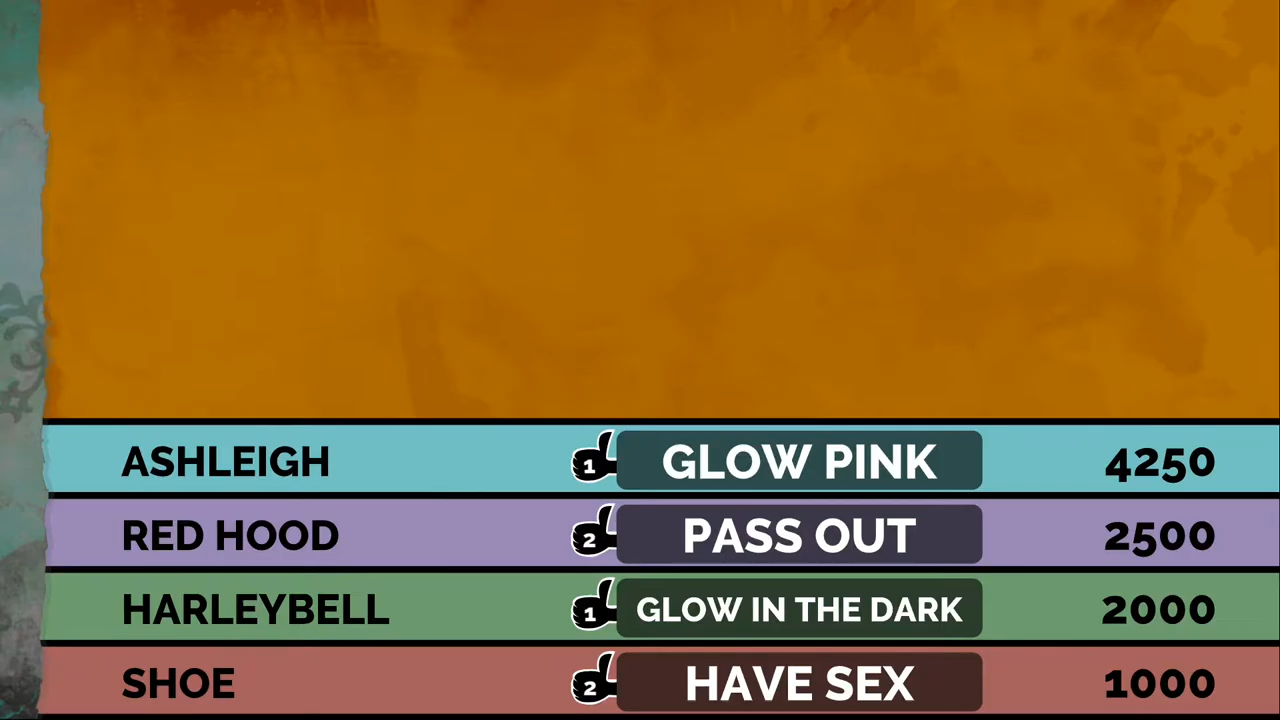 ASHLEIGH 1 GLOW PINK 4250
RED HOOD 2 PASS OUT 2500
HARLEYBELL 1 GLOW IN THE DARK 2000
SHOE 2 HAVE SEX 1000